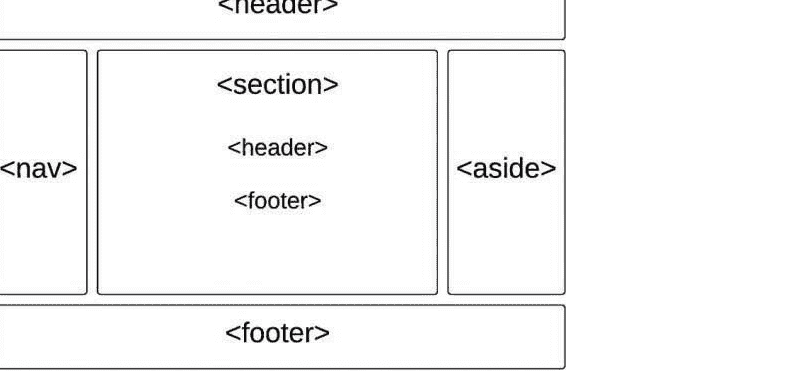 <header>
<section>
<header>
<nav>
<aside>
<footer>
<footer>